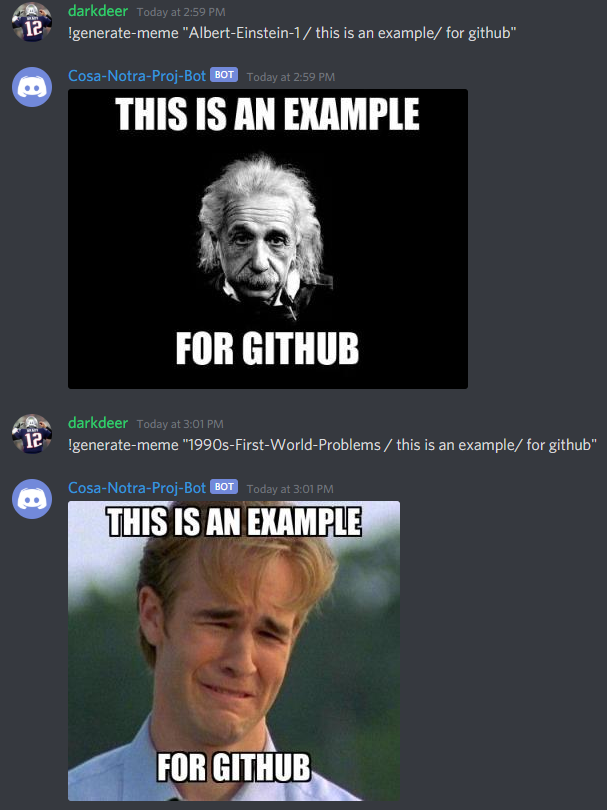 darkdeer Today at 2:59 PM
!generate-meme "Albert-Einstein-1 / this is an example/ for github"
Cosa-Notra-Proj-Bot BOT Today at 2:59 PM
THIS IS AN EXAMPLE
FOR GITHUB
darkdeer Today at 3:01 PM
!generate-meme "1990s-First-World-Problems / this is an example/ for github"
Cosa-Notra-Proj-Bot BOT Today at 3:01 PM
THIS IS AN EXAMPLE
FOR GITHUB